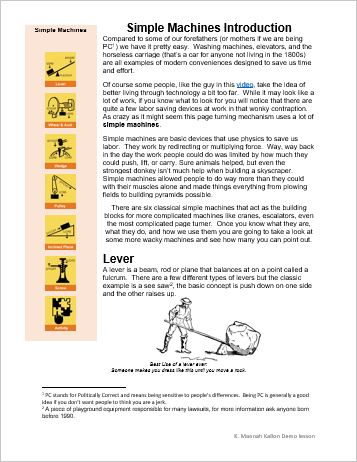 Simple Machines
Lever
Wheel & Axel
Wedge
Pulley
Inclined Plane
Screw
Activity
Simple Machines Introduction
Compared to some of our forefathers (or mothers if we are being
PC¹ ) we have it pretty easy. Washing machines, elevators, and the
horseless carriage (that's a car for anyone not living in the 1800s)
are all examples of modern conveniences designed to save us time
and effort.
Of course some people, like the guy in this video, take the idea of
better living through technology a bit too far. While it may look like a
lot of work, if you know what to look for you will notice that there are
quite a few labor saving devices at work in that wonky contraption.
As crazy as it might seem this page turning mechanism uses a lot of
simple machines.
Simple machines are basic devices that use physics to save us
labor. They work by redirecting or multiplying force. Way, way back
in the day the work people could do was limited by how much they
could push, lift, or carry. Sure animals helped, but even the
strongest donkey isn't much help when building a skyscraper.
Simple machines allowed people to do way more than they could
with their muscles alone and made things everything from plowing
fields to building pyramids possible.
There are six classical simple machines that act as the building
blocks for more complicated machines like cranes, escalators, even
the most complicated page turner. Once you know what they are,
what they do, and how we use them you are going to take a look at
some more wacky machines and see how many you can point out.
Lever
A lever is a beam, rod or plane that balances at on a point called a
fulcrum. There are a few different types of levers but the classic
example is a see saw², the basic concept is push down on one side
and the other raises up.
Best Use of a lever ever.
Someone makes you dress like this until you move a rock.
¹ PC stands for Politically Correct and means being sensitive to people's differences. Being PC is generally a good
idea if you don't want people to think you are a jerk.
² A piece of playground equipment responsible for many lawsuits, for more information ask anyone born
before 1990.
Demo lesson